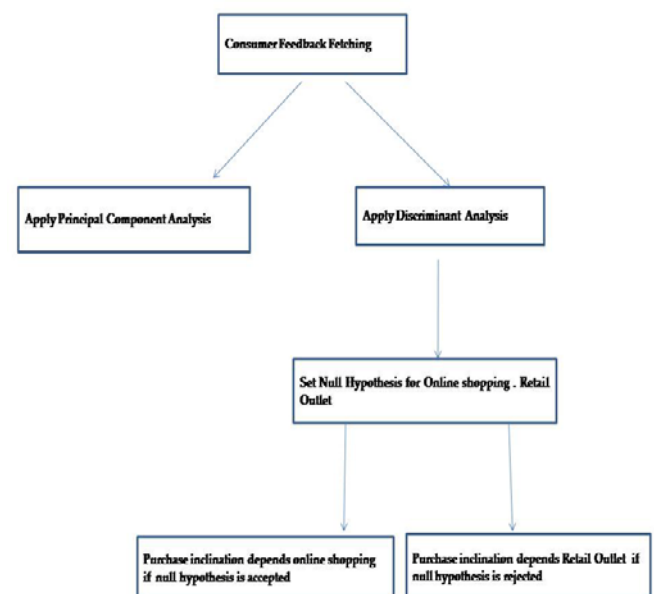 Consumer Feedback Fetching
Apply Principal Component Analysis
Apply Discriminant Analysis
Set Null Hypothesis for Online shopping . Retail
Outlet
Purchase inclination depends online shopping
if null hypothesis is accepted
Purchase inclination depends Retail Outlet if
null hypothesis is rejected